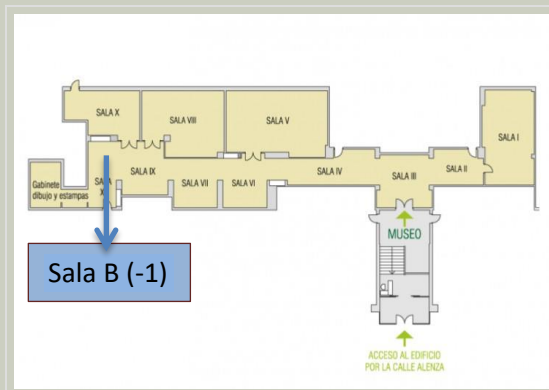 SALA X
SALA VIII
SALA V
SALA I
SALA IX
SALA VII
SALA VI
SALA IV
SALA III
SALA II
Gabinete
dibujo y estampas
SALA
MUSEO
Sala B (-1)
ACCESO AL EDIFICIO
POR LA CALLE ALENZA